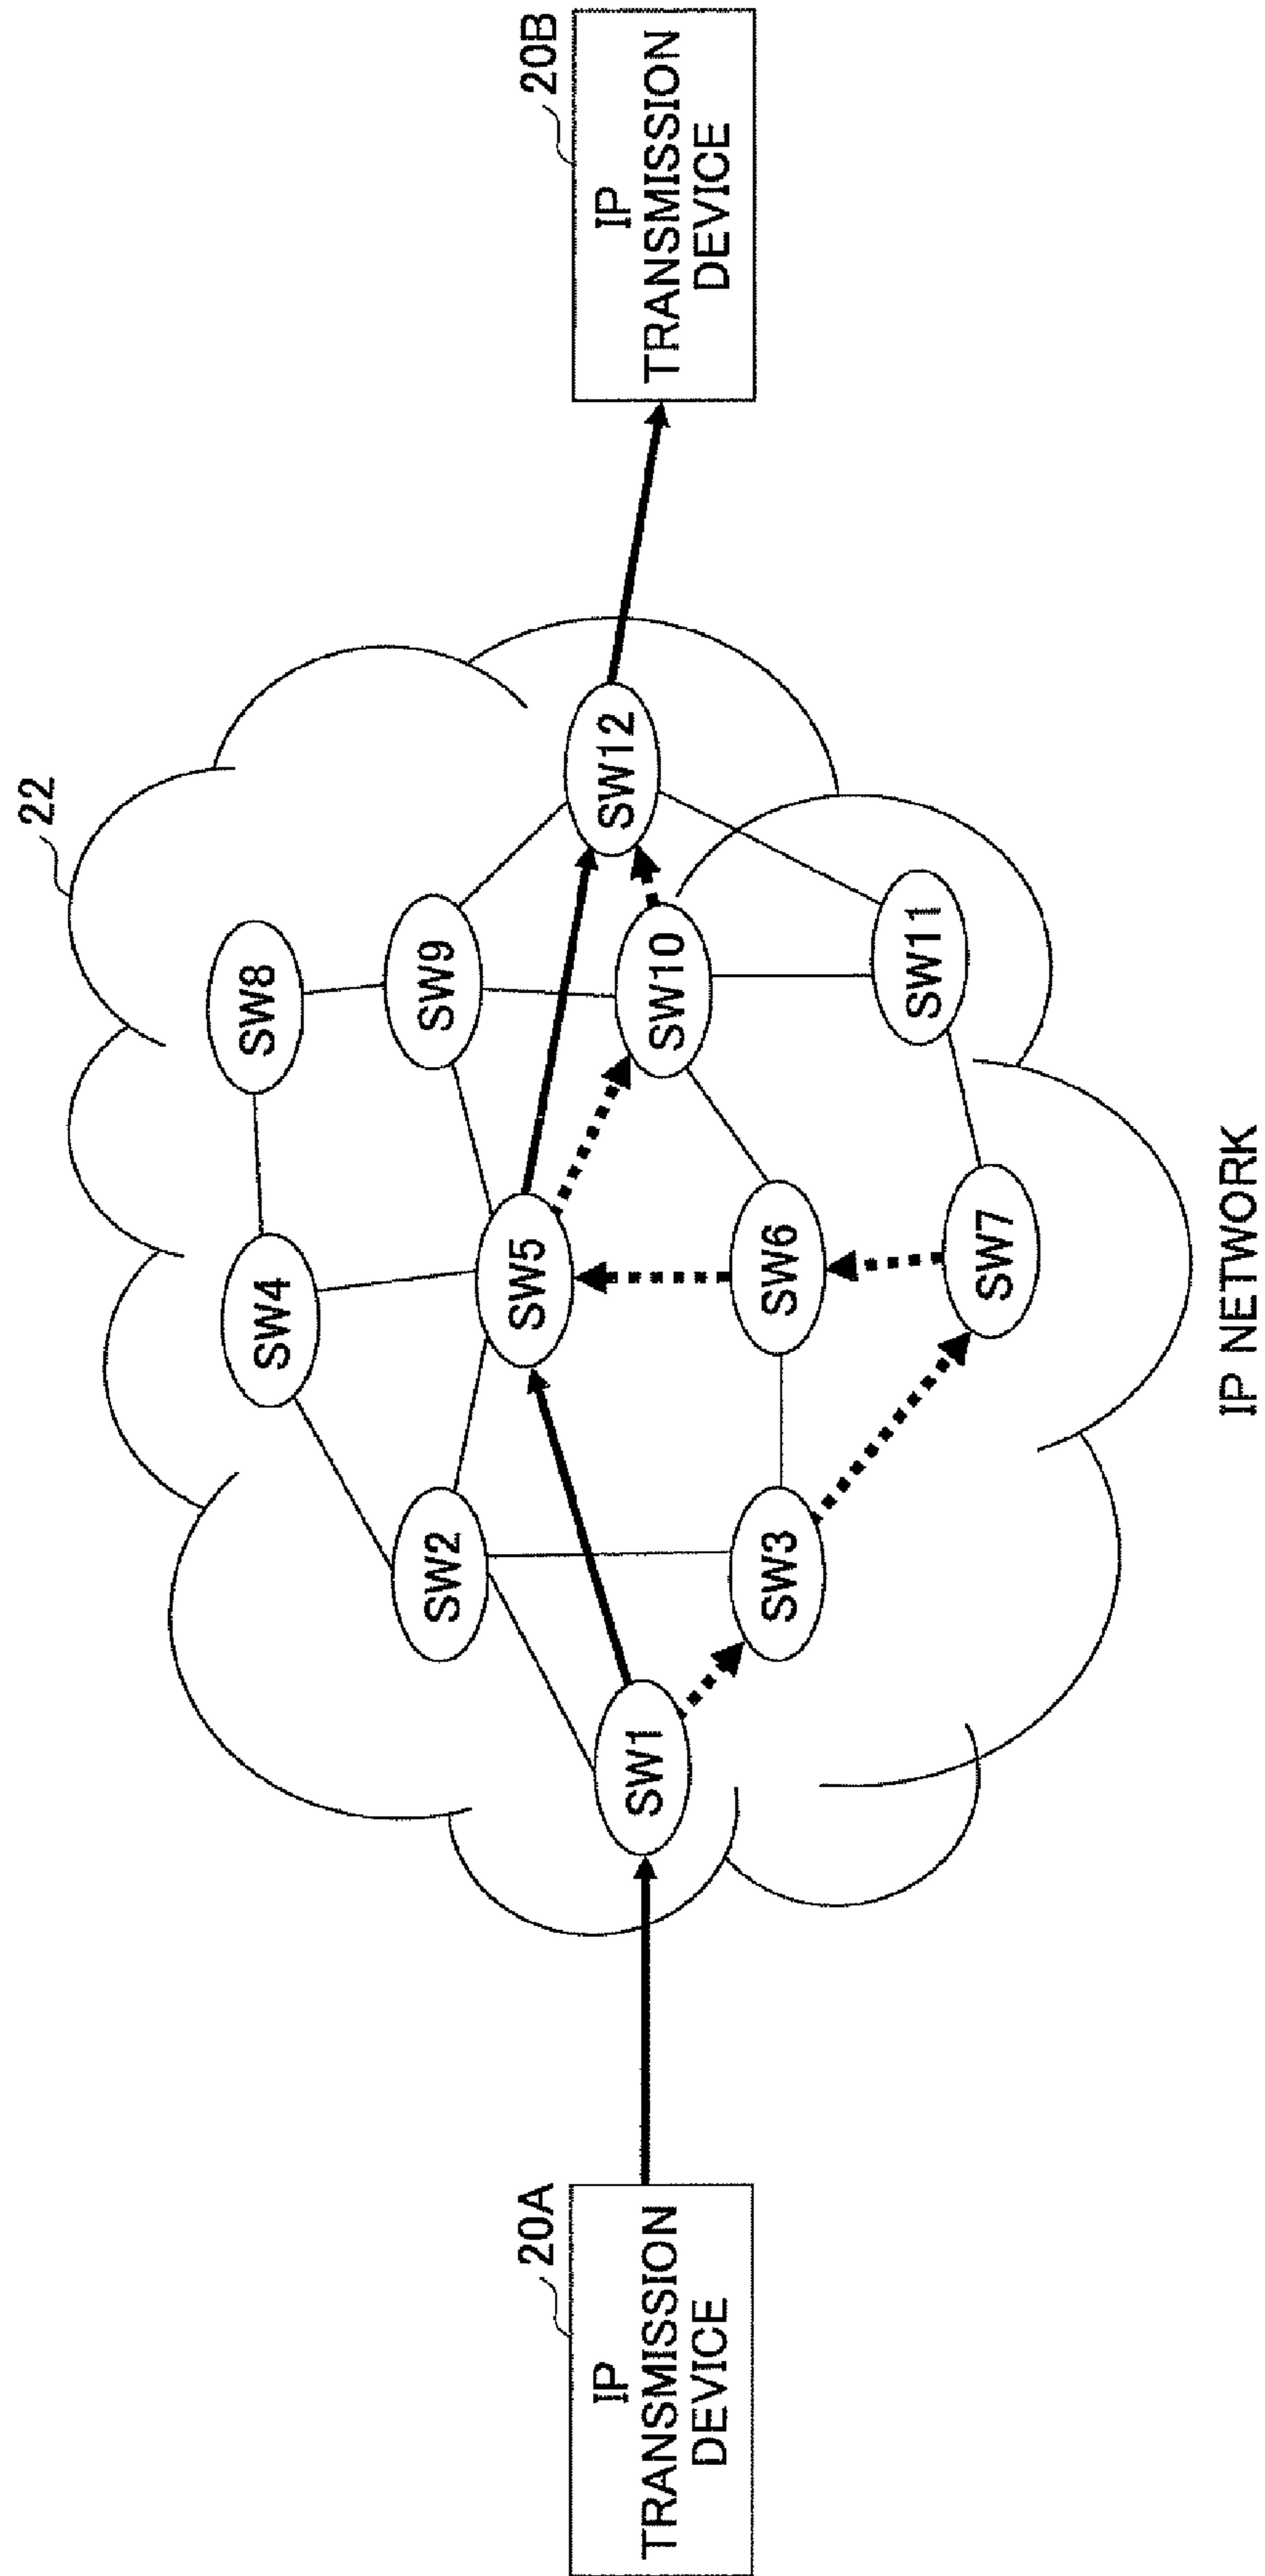 22
20A
IP
TRANSMISSION
DEVICE
20B
IP
TRANSMISSION
DEVICE
SW1
SW2
SW3
SW4
SW5
SW6
SW7
SW8
SW9
SW10
SW11
SW12
IP NETWORK